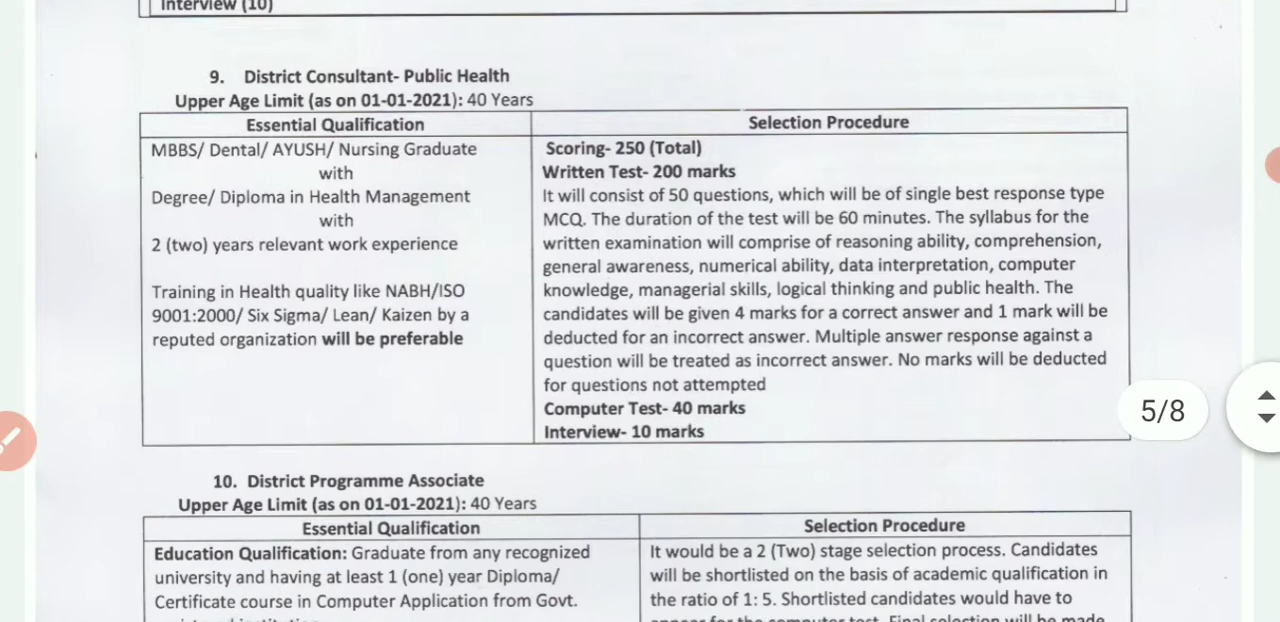 Interview (10)
9. District Consultant- Public Health
Upper Age Limit (as on 01-01-2021): 40 Years
Essential Qualification
Selection Procedure
MBBS/ Dental/ AYUSH/ Nursing Graduate
with
Degree/ Diploma in Health Management
with
2 (two) years relevant work experience
Training in Health quality like NABH/ISO
9001:2000/ Six Sigma/ Lean/ Kaizen by a
reputed organization will be preferable
Scoring- 250 (Total)
Written Test- 200 marks
It will consist of 50 questions, which will be of single best response type
MCQ. The duration of the test will be 60 minutes. The syllabus for the
written examination will comprise of reasoning ability, comprehension,
general awareness, numerical ability, data interpretation, computer
knowledge, managerial skills, logical thinking and public health. The
candidates will be given 4 marks for a correct answer and 1 mark will be
deducted for an incorrect answer. Multiple answer response against a
question will be treated as incorrect answer. No marks will be deducted
for questions not attempted
Computer Test- 40 marks
Interview- 10 marks
5/8
10. District Programme Associate
Upper Age Limit (as on 01-01-2021): 40 Years
Essential Qualification
Selection Procedure
Education Qualification: Graduate from any recognized
university and having at least 1 (one) year Diploma/
Certificate course in Computer Application from Govt.
It would be a 2 (Two) stage selection process. Candidates
will be shortlisted on the basis of academic qualification in
the ratio of 1: 5. Shortlisted candidates would have to
appear for the computer test. Final selection will be made